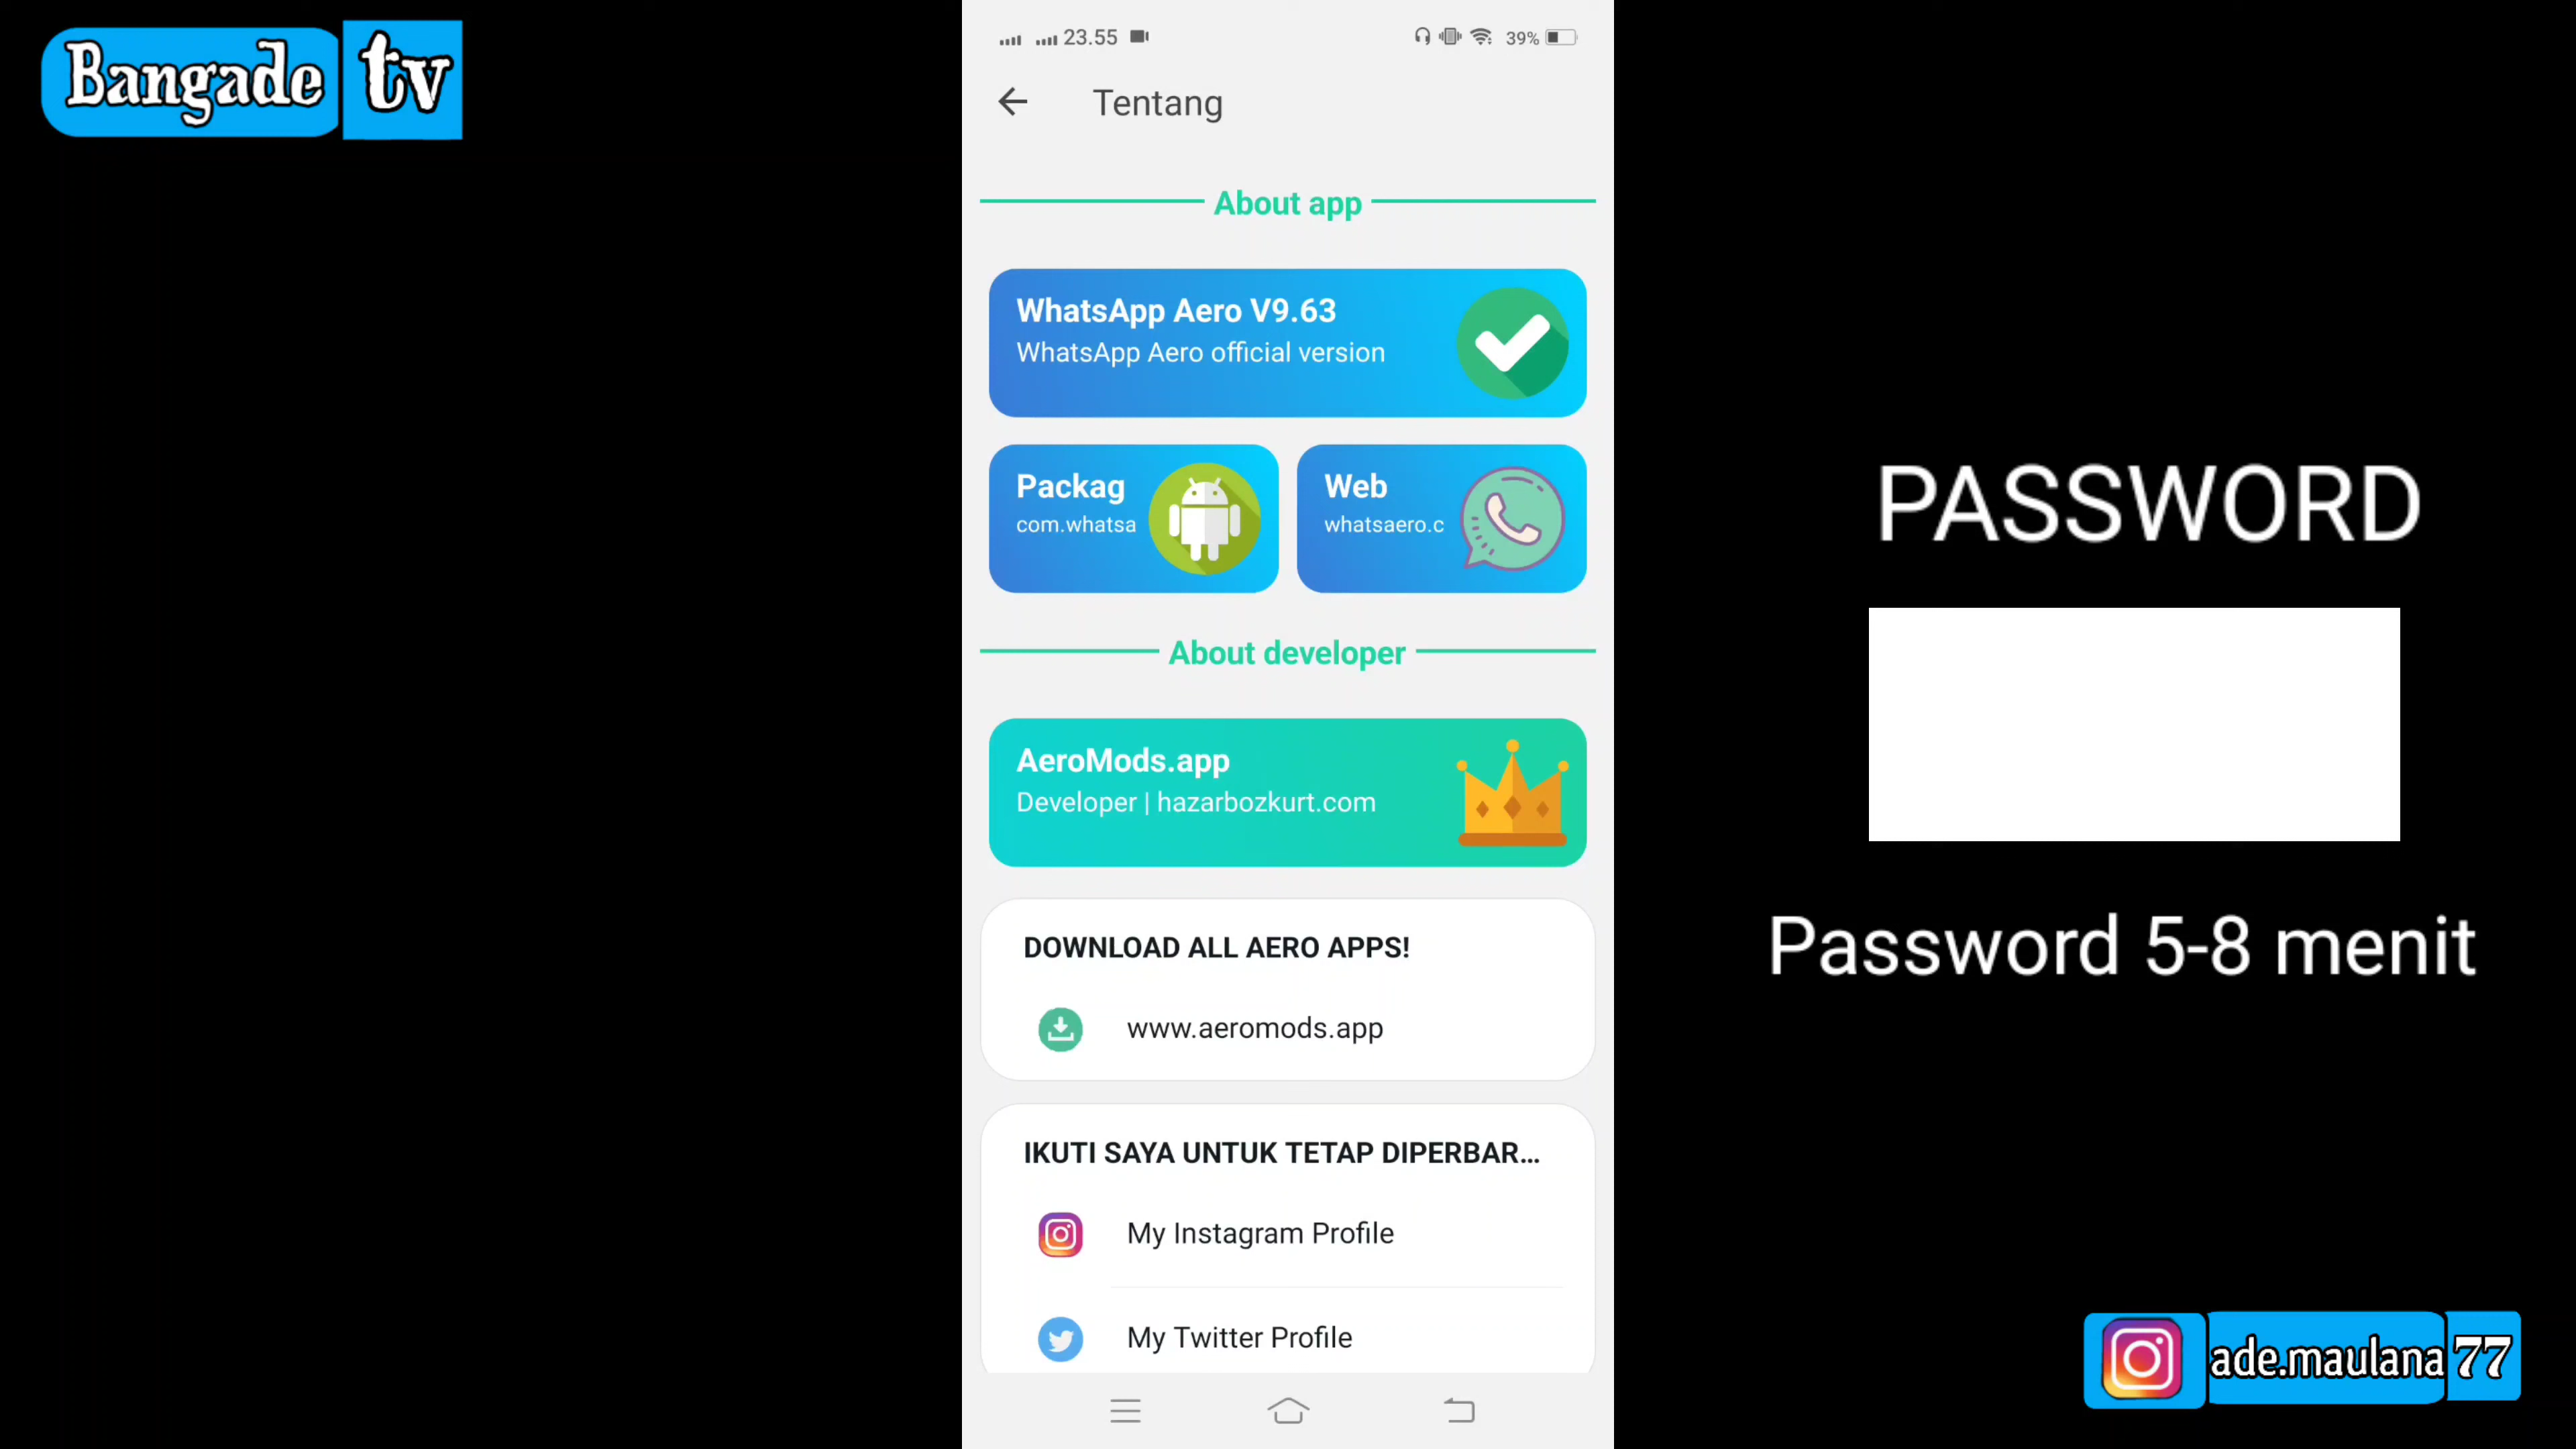 Bangade tv
23.55
39%
Tentang
About app
WhatsApp Aero V9.63
WhatsApp Aero official version
Packag
com.whatsa
Web
whatsaero.c
About developer
AeroMods.app
Developer | hazarbozkurt.com
DOWNLOAD ALL AERO APPS!
www.aeromods.app
IKUTI SAYA UNTUK TETAP DIPERBAR...
My Instagram Profile
My Twitter Profile
PASSWORD
Password 5-8 menit
ade.maulana77